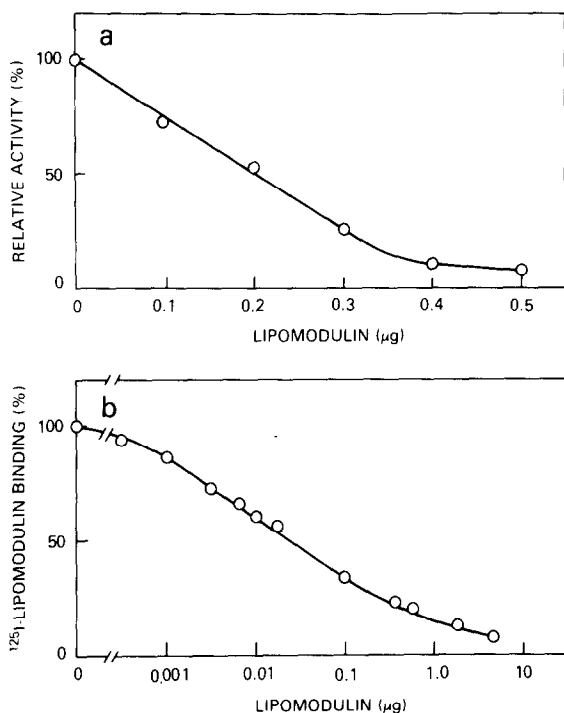 a
RELATIVE ACTIVITY (%)
100
50
0
0 0.1 0.2 0.3 0.4 0.5
LIPOMODULIN (μg)
b
125I-LIPOMODULIN BINDING (%)
100
50
0
0 0.001 0.01 0.1 1.0 10
LIPOMODULIN (μg)